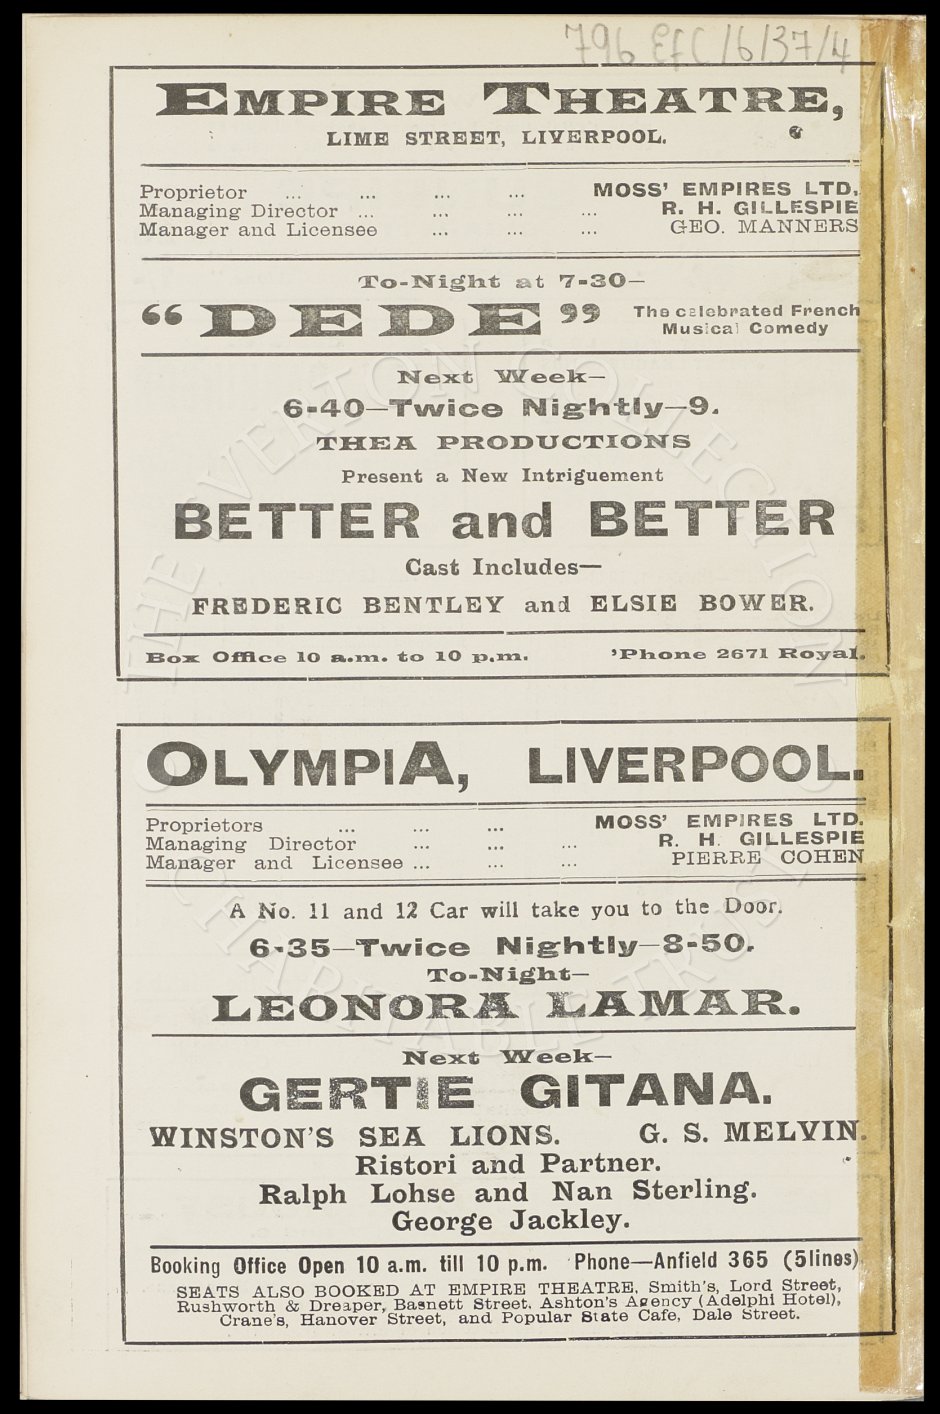 796 EFC/6/37/4
EMPIRE THEATRE,
LIME STREET, LIVERPOOL.
Proprietor ... ... ... ... MOSS' EMPIRES LTD.
Managing Director ... ... ... ... R. H. GILLESPIE
Manager and Licensee ... ... ... GEO. MANNERS
To-Night at 7-30—
"DEDE" The celebrated French
Musical Comedy
Next Week—
6-40—Twice Nightly—9.
THEA PRODUCTIONS
Present a New Intriguement
BETTER and BETTER
Cast Includes—
FREDERIC BENTLEY and ELSIE BOWER.
Box Office 10 a.m. to 10 p.m. 'Phone 2671 Royal.
OLYMPIA, LIVERPOOL.
Proprietors ... ... ... MOSS' EMPIRES LTD.
Managing Director ... ... ... R. H. GILLESPIE
Manager and Licensee ... ... ... PIERRE COHEN
A No. 11 and 12 Car will take you to the Door.
6-35—Twice Nightly—8-50.
To-Night—
LEONORA LAMAR.
Next Week—
GERTIE GITANA.
WINSTON'S SEA LIONS. G. S. MELVIN.
Ristori and Partner.
Ralph Lohse and Nan Sterling.
George Jackley.
Booking Office Open 10 a.m. till 10 p.m. Phone—Anfield 365 (5 lines)
SEATS ALSO BOOKED AT EMPIRE THEATRE, Smith's, Lord Street,
Rushworth & Dreaper, Basnett Street, Ashton's Agency (Adelphi Hotel),
Crane's, Hanover Street, and Popular State Cafe, Dale Street.
THE EVERTON COLLECTION
CHARITABLE TRUST